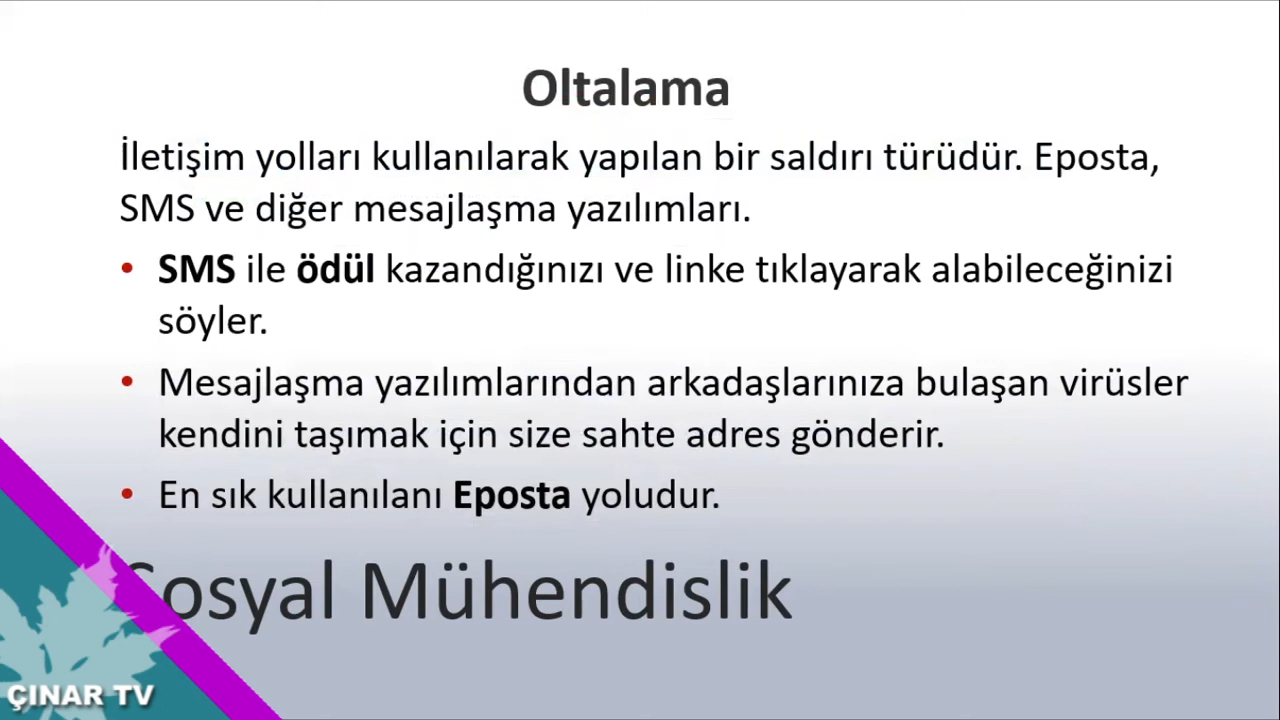 Oltalama
İletişim yolları kullanılarak yapılan bir saldırı türüdür. Eposta,
SMS ve diğer mesajlaşma yazılımları.
• SMS ile ödül kazandığınızı ve linke tıklayarak alabileceğinizi
söyler.
• Mesajlaşma yazılımlarından arkadaşlarınıza bulaşan virüsler
kendini taşımak için size sahte adres gönderir.
• En sık kullanılanı Eposta yoludur.
Sosyal Mühendislik
ÇINAR TV